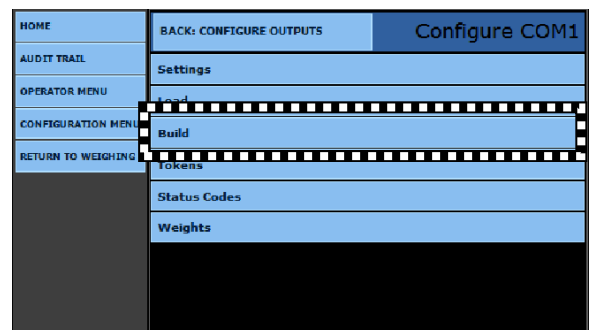 HOME
AUDIT TRAIL
OPERATOR MENU
CONFIGURATION MENU
RETURN TO WEIGHING
BACK: CONFIGURE OUTPUTS
Configure COM1
Settings
Load
Build
Tokens
Status Codes
Weights